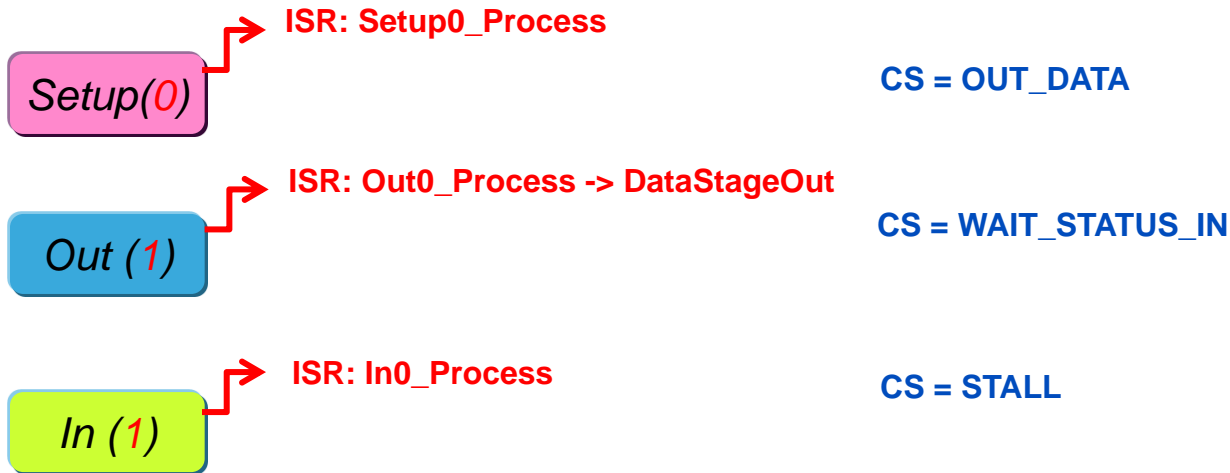 ISR: Setup0_Process
Setup(0)
CS = OUT_DATA
ISR: Out0_Process -> DataStageOut
CS = WAIT_STATUS_IN
Out (1)
ISR: In0_Process
CS = STALL
In (1)